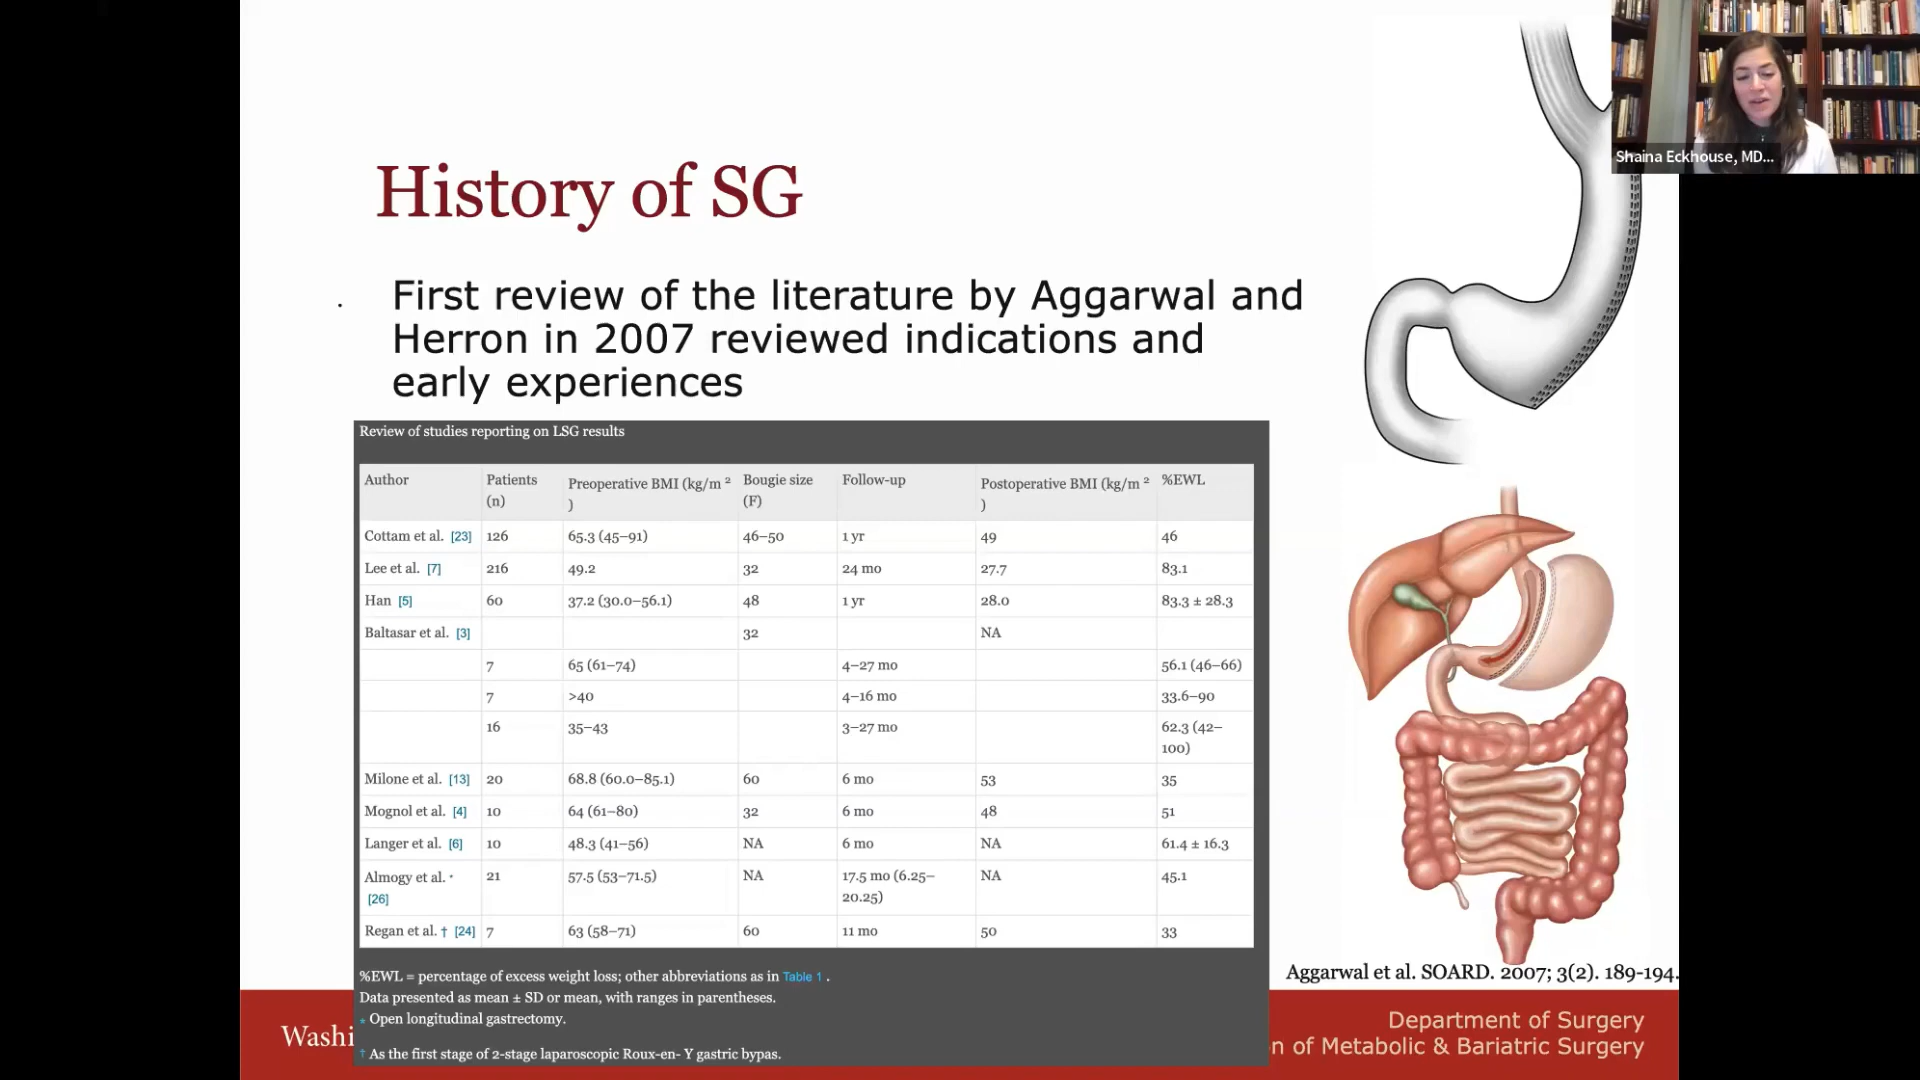 Shaina Eckhouse, MD...
History of SG
First review of the literature by Aggarwal and
Herron in 2007 reviewed indications and
early experiences
Review of studies reporting on LSG results
Author Patients (n) Preoperative BMI (kg/m 2 ) Bougie size (F) Follow-up Postoperative BMI (kg/m 2 ) %EWL
Cottam et al. [23] 126 65.3 (45–91) 46–50 1 yr 49 46
Lee et al. [7] 216 49.2 32 24 mo 27.7 83.1
Han [5] 60 37.2 (30.0–56.1) 48 1 yr 28.0 83.3 ± 28.3
Baltasar et al. [3] 32 NA
7 65 (61–74) 4–27 mo 56.1 (46–66)
7 >40 4–16 mo 33.6–90
16 35–43 3–27 mo 62.3 (42–100)
Milone et al. [13] 20 68.8 (60.0–85.1) 60 6 mo 53 35
Mognol et al. [4] 10 64 (61–80) 32 6 mo 48 51
Langer et al. [6] 10 48.3 (41–56) NA 6 mo NA 61.4 ± 16.3
Almogy et al. * [26] 21 57.5 (53–71.5) NA 17.5 mo (6.25–20.25) NA 45.1
Regan et al. † [24] 7 63 (58–71) 60 11 mo 50 33
%EWL = percentage of excess weight loss; other abbreviations as in Table 1 .
Data presented as mean ± SD or mean, with ranges in parentheses.
* Open longitudinal gastrectomy.
† As the first stage of 2-stage laparoscopic Roux-en- Y gastric bypas.
Aggarwal et al. SOARD. 2007; 3(2). 189-194.
Washi
Department of Surgery
n of Metabolic & Bariatric Surgery